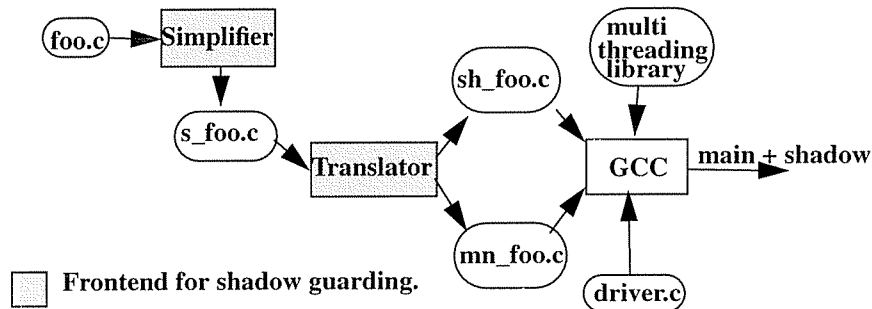 foo.c
Simplifier
s_foo.c
Translator
sh_foo.c
mn_foo.c
multi
threading
library
GCC
driver.c
main + shadow
Frontend for shadow guarding.